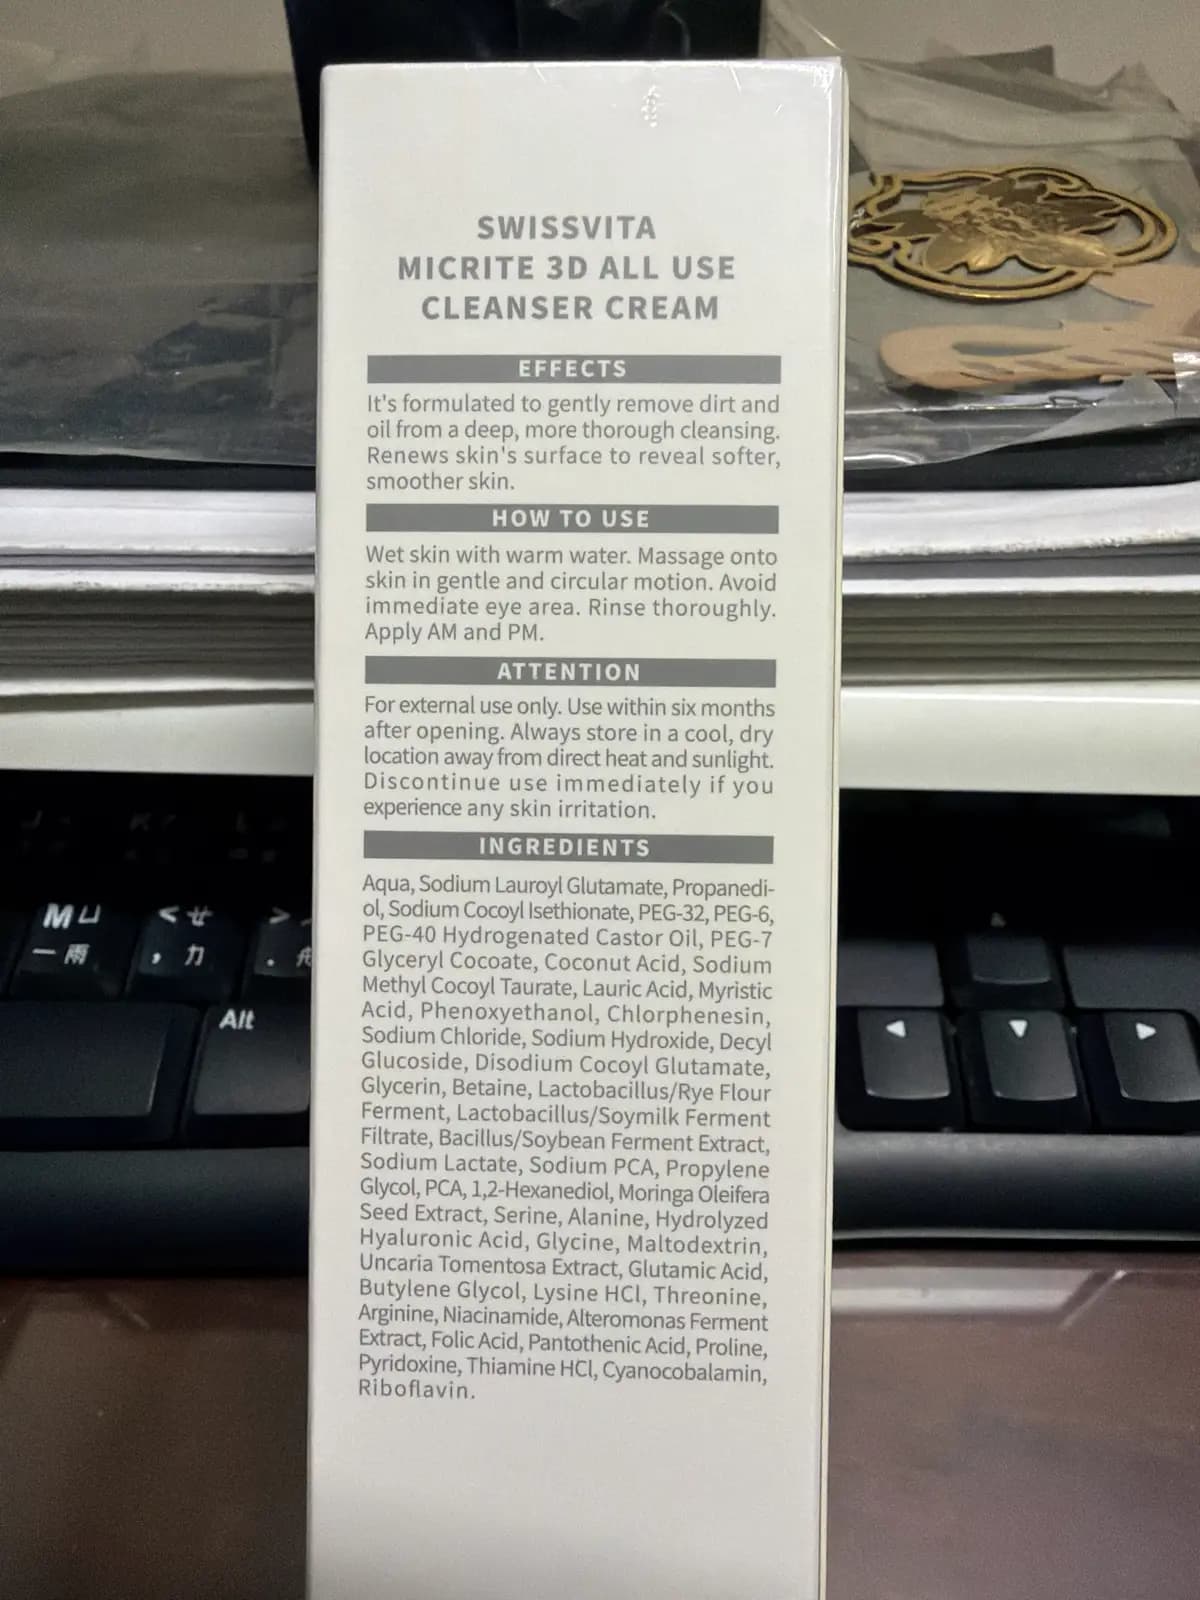 SWISSVITA
MICRITE 3D ALL USE
CLEANSER CREAM
EFFECTS
It's formulated to gently remove dirt and
oil from a deep, more thorough cleansing.
Renews skin's surface to reveal softer,
smoother skin.
HOW TO USE
Wet skin with warm water. Massage onto
skin in gentle and circular motion. Avoid
immediate eye area. Rinse thoroughly.
Apply AM and PM.
ATTENTION
For external use only. Use within six months
after opening. Always store in a cool, dry
location away from direct heat and sunlight.
Discontinue use immediately if you
experience any skin irritation.
INGREDIENTS
Aqua, Sodium Lauroyl Glutamate, Propanedi-
ol, Sodium Cocoyl Isethionate, PEG-32, PEG-6,
PEG-40 Hydrogenated Castor Oil, PEG-7
Glyceryl Cocoate, Coconut Acid, Sodium
Methyl Cocoyl Taurate, Lauric Acid, Myristic
Acid, Phenoxyethanol, Chlorphenesin,
Sodium Chloride, Sodium Hydroxide, Decyl
Glucoside, Disodium Cocoyl Glutamate,
Glycerin, Betaine, Lactobacillus/Rye Flour
Ferment, Lactobacillus/Soymilk Ferment
Filtrate, Bacillus/Soybean Ferment Extract,
Sodium Lactate, Sodium PCA, Propylene
Glycol, PCA, 1,2-Hexanediol, Moringa Oleifera
Seed Extract, Serine, Alanine, Hydrolyzed
Hyaluronic Acid, Glycine, Maltodextrin,
Uncaria Tomentosa Extract, Glutamic Acid,
Butylene Glycol, Lysine HCl, Threonine,
Arginine, Niacinamide, Alteromonas Ferment
Extract, Folic Acid, Pantothenic Acid, Proline,
Pyridoxine, Thiamine HCl, Cyanocobalamin,
Riboflavin.
M ㄩ < ㄝ >
一 雨 , 力 .
Alt